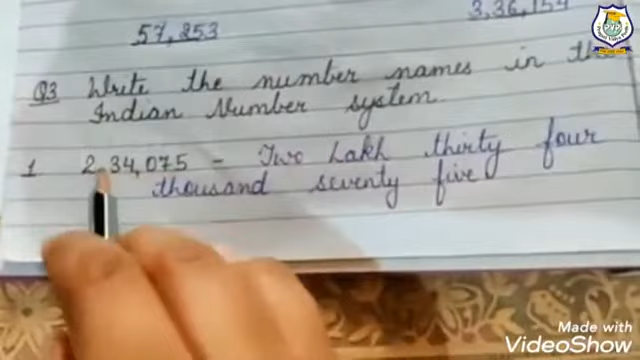 57,853
3,36,154
Q3 Write the number names in the
Indian Number system
1 2,34,075 - Two Lakh thirty four
thousand seventy five
Made with
VideoShow